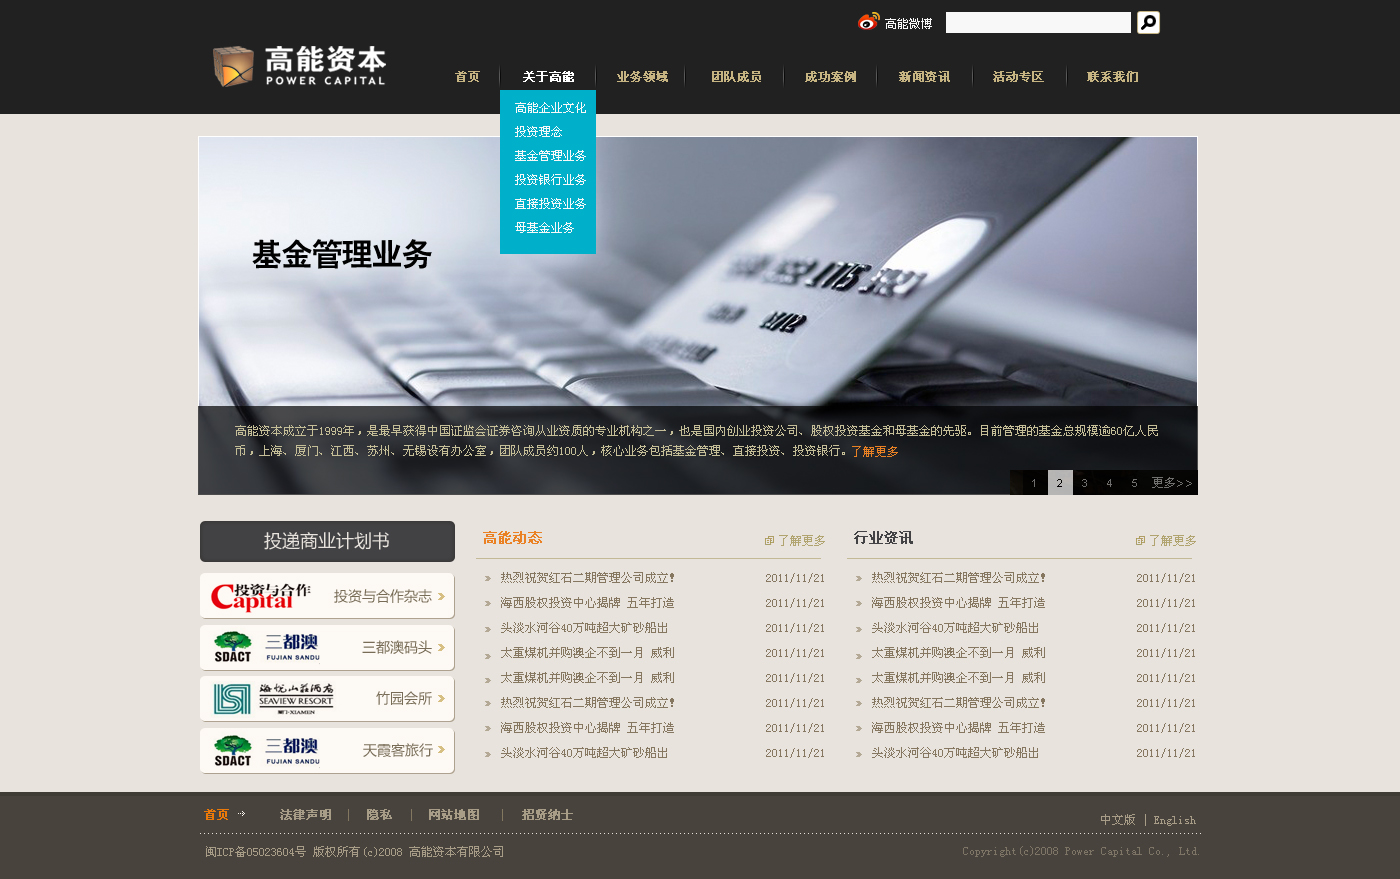 高能微博
高能资本
POWER CAPITAL
首页 关于高能 业务领域 团队成员 成功案例 新闻资讯 活动专区 联系我们
高能企业文化
投资理念
基金管理业务
投资银行业务
直接投资业务
母基金业务
基金管理业务
高能资本成立于1999年，是最早获得中国证监会证券咨询从业资质的专业机构之一，也是国内创业投资公司、股权投资基金和母基金的先驱。目前管理的基金总规模逾60亿人民
币，上海、厦门、江西、苏州、无锡设有办公室，团队成员约100人，核心业务包括基金管理、直接投资、投资银行。了解更多
1 2 3 4 5 更多>>
投递商业计划书
投资与合作
Capital
投资与合作杂志
SDACT
三都澳
FUJIAN SANDU
三都澳码头
海悦山庄酒店
SEAVIEW RESORT
厦门·XIAMEN
竹园会所
SDACT
三都澳
FUJIAN SANDU
天霞客旅行
高能动态 了解更多
热烈祝贺红石二期管理公司成立! 2011/11/21
海西股权投资中心揭牌 五年打造 2011/11/21
头淡水河谷40万吨超大矿砂船出 2011/11/21
太重煤机并购澳企不到一月 威利 2011/11/21
太重煤机并购澳企不到一月 威利 2011/11/21
热烈祝贺红石二期管理公司成立! 2011/11/21
海西股权投资中心揭牌 五年打造 2011/11/21
头淡水河谷40万吨超大矿砂船出 2011/11/21
行业资讯 了解更多
热烈祝贺红石二期管理公司成立! 2011/11/21
海西股权投资中心揭牌 五年打造 2011/11/21
头淡水河谷40万吨超大矿砂船出 2011/11/21
太重煤机并购澳企不到一月 威利 2011/11/21
太重煤机并购澳企不到一月 威利 2011/11/21
热烈祝贺红石二期管理公司成立! 2011/11/21
海西股权投资中心揭牌 五年打造 2011/11/21
头淡水河谷40万吨超大矿砂船出 2011/11/21
首页 法律声明 | 隐私 | 网站地图 | 招贤纳士
中文版 | English
闽ICP备05023604号 版权所有(c)2008 高能资本有限公司
Copyright(c)2008 Power Capital Co., Ltd.